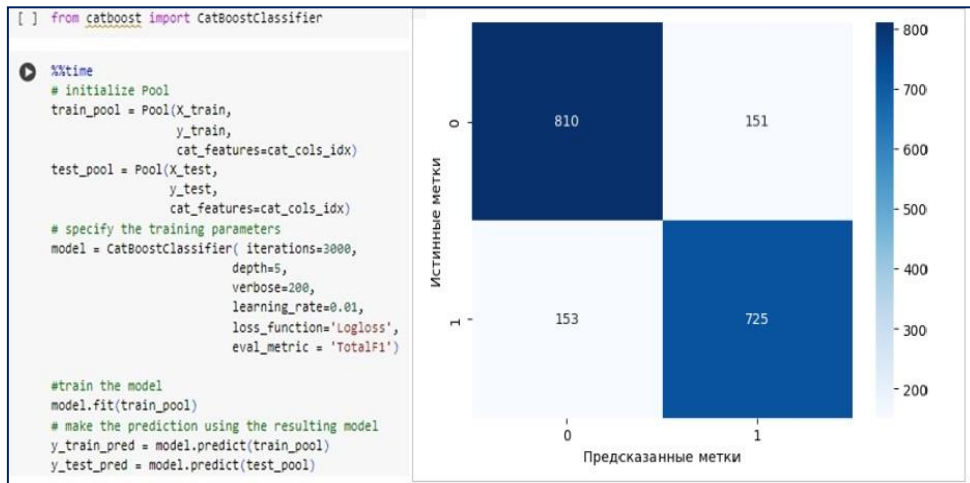 [ ] from catboost import CatBoostClassifier
%%time
# initialize Pool
train_pool = Pool(X_train,
y_train,
cat_features=cat_cols_idx)
test_pool = Pool(X_test,
y_test,
cat_features=cat_cols_idx)
# specify the training parameters
model = CatBoostClassifier( iterations=3000,
depth=5,
verbose=200,
learning_rate=0.01,
loss_function='Logloss',
eval_metric = 'TotalF1')
#train the model
model.fit(train_pool)
# make the prediction using the resulting model
y_train_pred = model.predict(train_pool)
y_test_pred = model.predict(test_pool)
Истинные метки
0
1
810
151
153
725
0
1
Предсказанные метки
800
700
600
500
400
300
200